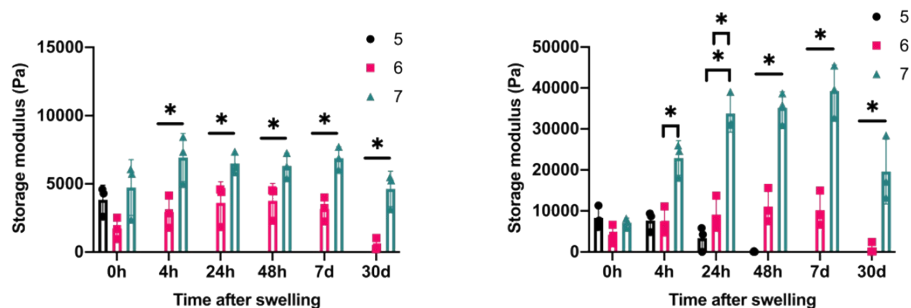 Storage modulus (Pa)
15000
10000
5000
0
* * * * *
0h 4h 24h 48h 7d 30d
Time after swelling
5
6
7
Storage modulus (Pa)
50000
40000
30000
20000
10000
0
* * * * * *
0h 4h 24h 48h 7d 30d
Time after swelling
5
6
7